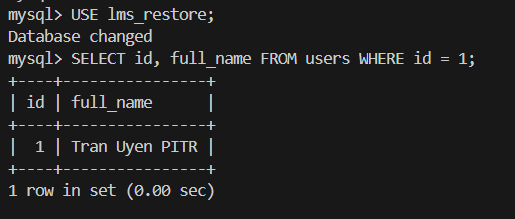 mysql> USE lms_restore;
Database changed
mysql> SELECT id, full_name FROM users WHERE id = 1;
+----+----------------+
| id | full_name      |
+----+----------------+
|  1 | Tran Uyen PITR |
+----+----------------+
1 row in set (0.00 sec)